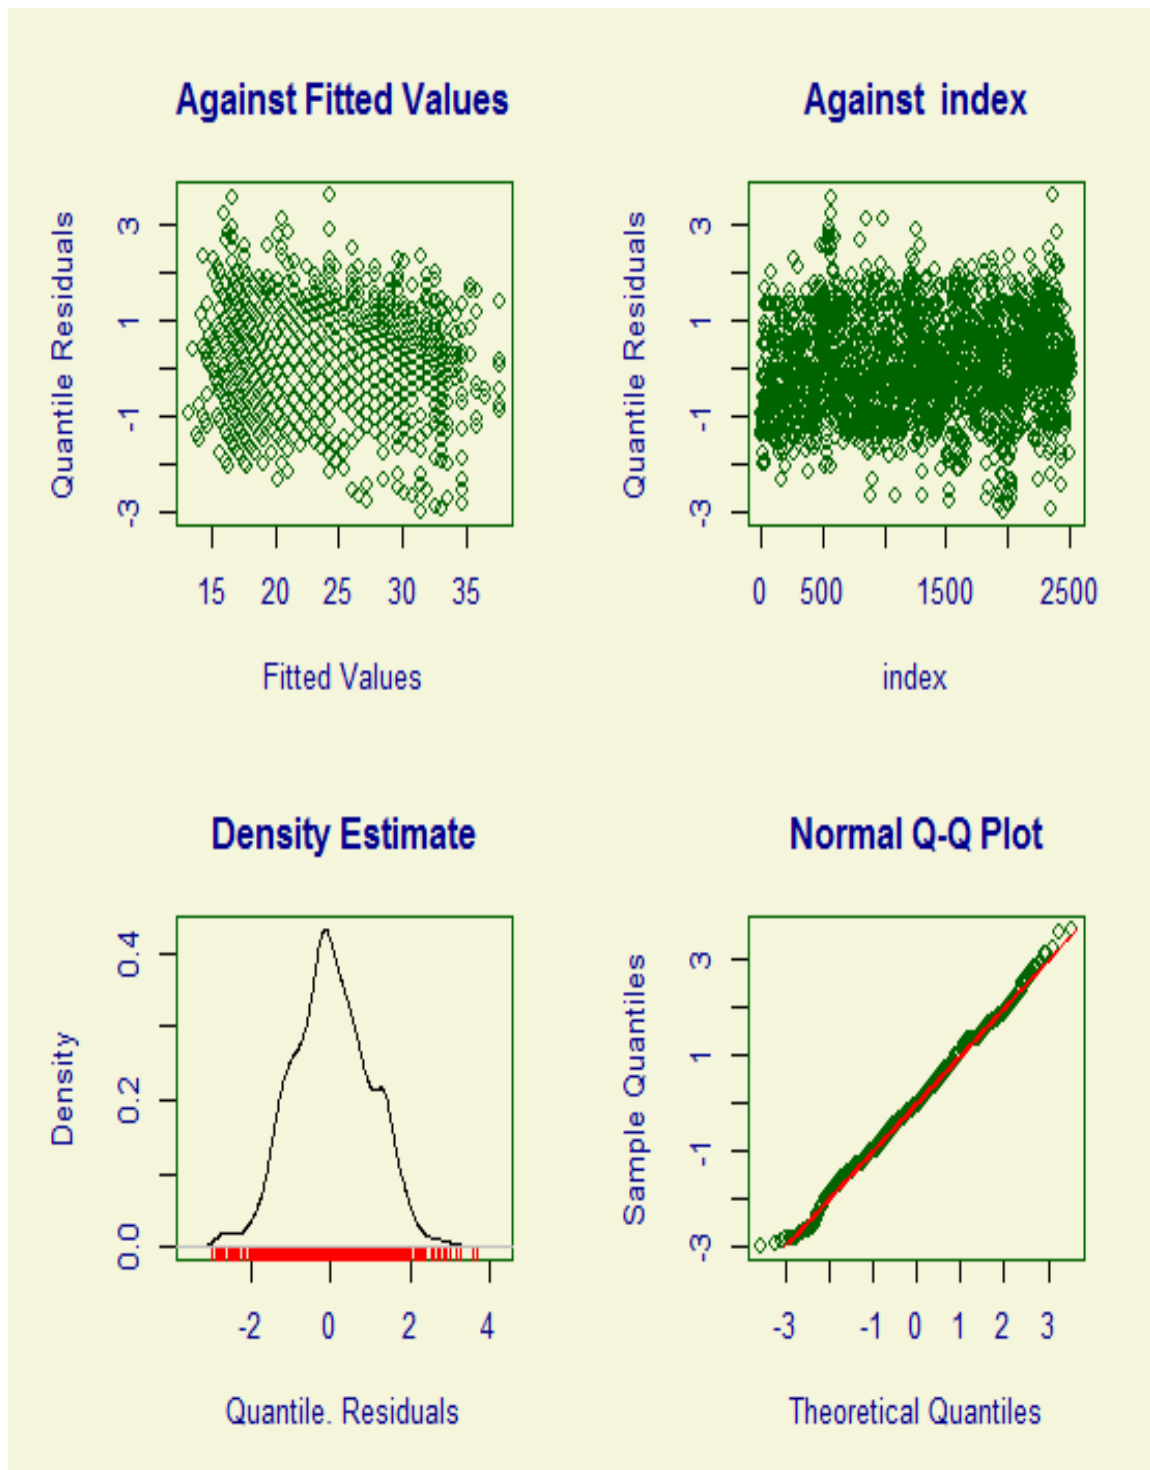 Against Fitted Values
Quantile Residuals
3
1
-1
-3
15 20 25 30 35
Fitted Values
Against index
Quantile Residuals
3
1
-1
-3
0 500 1500 2500
index
Density Estimate
Density
0.4
0.2
0.0
-2 0 2 4
Quantile. Residuals
Normal Q-Q Plot
Sample Quantiles
3
1
-1
-3
-3 -1 0 1 2 3
Theoretical Quantiles